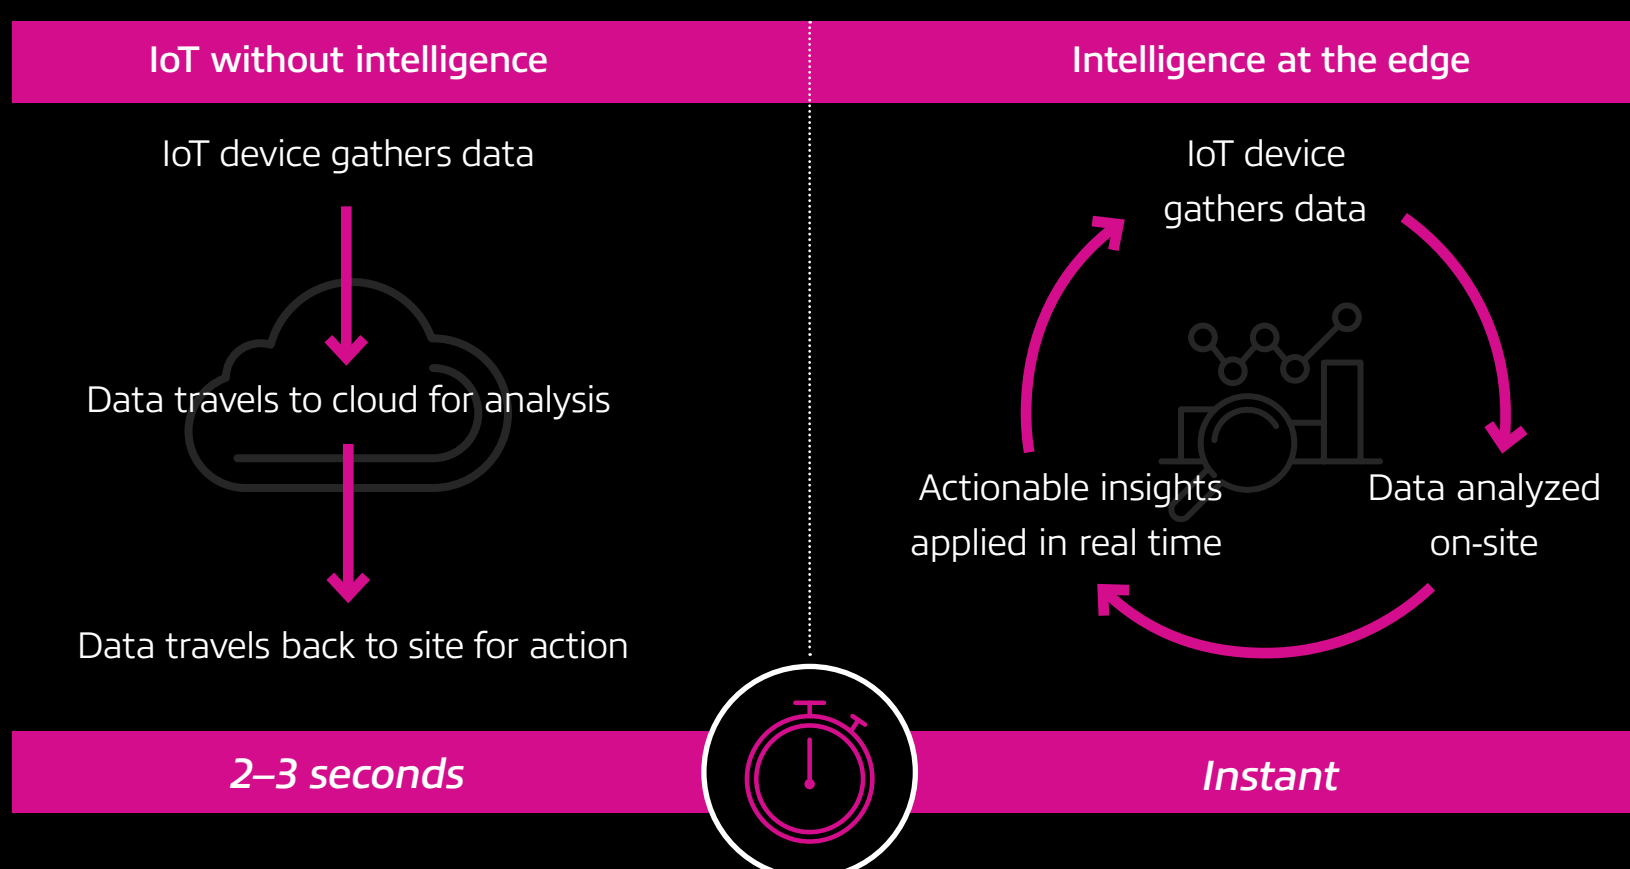 IoT without intelligence
IoT device gathers data
Data travels to cloud for analysis
Data travels back to site for action
2–3 seconds
Intelligence at the edge
IoT device
gathers data
Data analyzed
on-site
Actionable insights
applied in real time
Instant